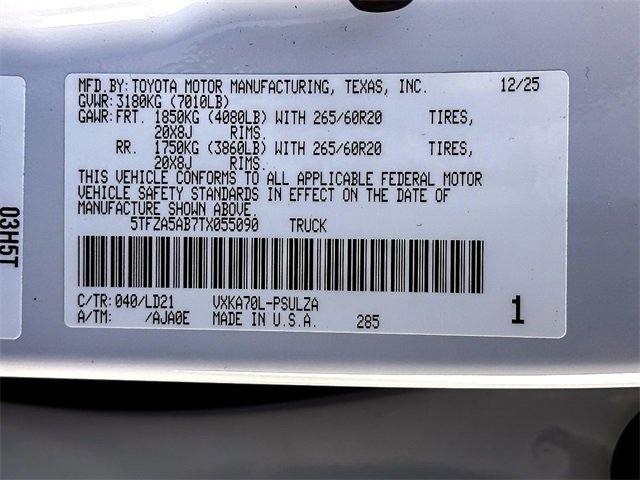 MFD.BY: TOYOTA MOTOR MANUFACTURING, TEXAS, INC. 12/25
GVWR: 3180KG (7010LB)
GAWR: FRT. 1850KG (4080LB) WITH 265/60R20 TIRES,
20X8J RIMS.
RR. 1750KG (3860LB) WITH 265/60R20 TIRES,
20X8J RIMS.
THIS VEHICLE CONFORMS TO ALL APPLICABLE FEDERAL MOTOR
VEHICLE SAFETY STANDARDS IN EFFECT ON THE DATE OF
MANUFACTURE SHOWN ABOVE.
5TFZA5AB7TX055090 TRUCK
C/TR: 040/LD21 VXKA70L-PSULZA
A/TM: /AJA0E MADE IN U.S.A. 285 1
03H5T